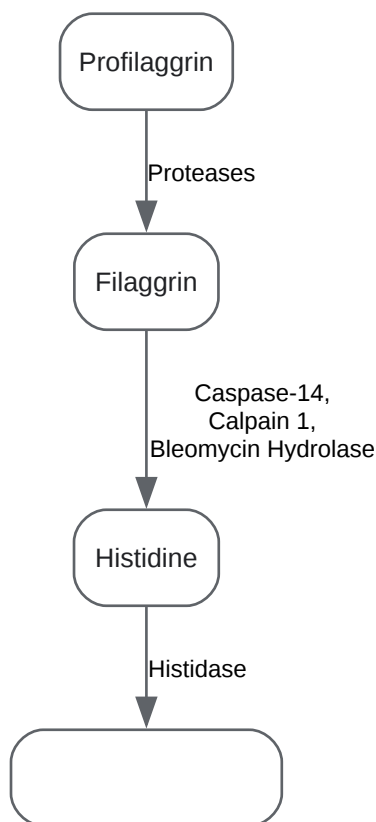 Profilaggrin
Proteases
Filaggrin
Caspase-14,
Calpain 1,
Bleomycin Hydrolase
Histidine
Histidase